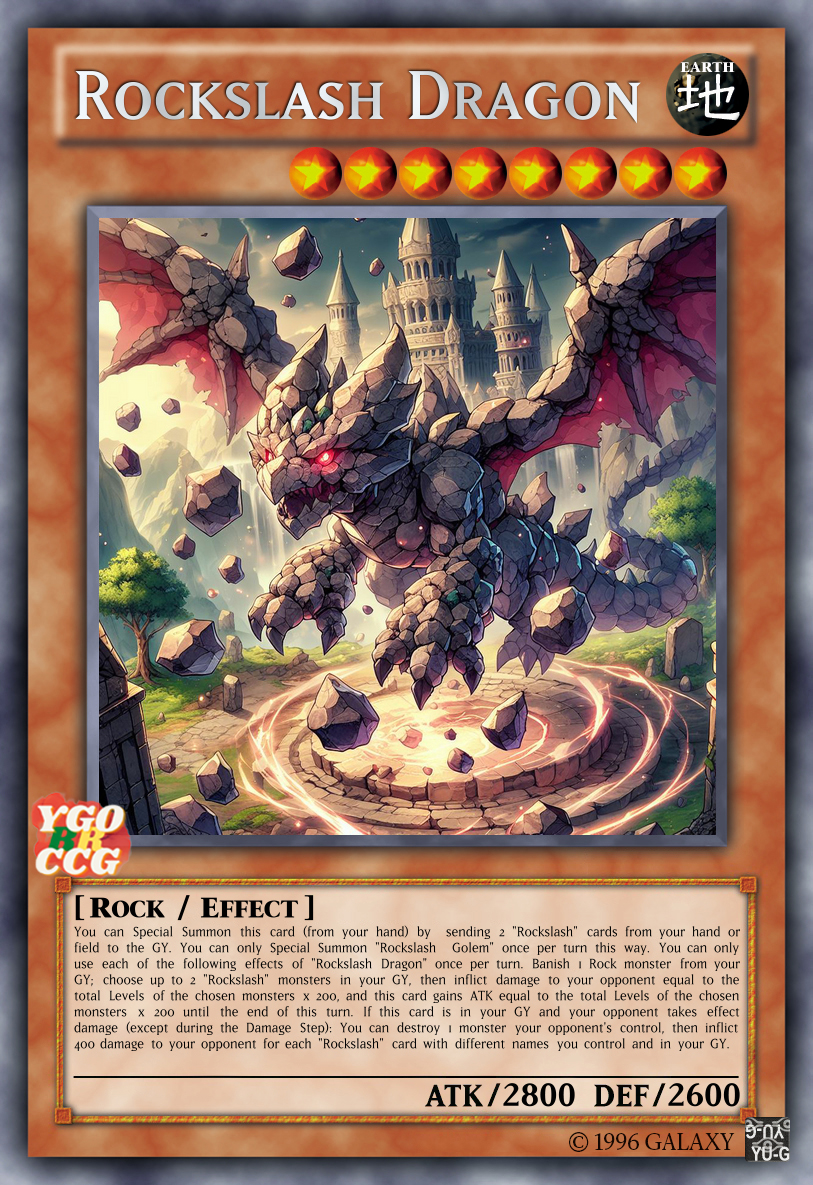 Rockslash Dragon
EARTH
地
YGO
BR
CCG
[ Rock / Effect ]
You can Special Summon this card (from your hand) by sending 2 "Rockslash" cards from your hand or
field to the GY. You can only Special Summon "Rockslash Golem" once per turn this way. You can only
use each of the following effects of "Rockslash Dragon" once per turn. Banish 1 Rock monster from your
GY; choose up to 2 "Rockslash" monsters in your GY, then inflict damage to your opponent equal to the
total Levels of the chosen monsters x 200, and this card gains ATK equal to the total Levels of the chosen
monsters x 200 until the end of this turn. If this card is in your GY and your opponent takes effect
damage (except during the Damage Step): You can destroy 1 monster your opponent's control, then inflict
400 damage to your opponent for each "Rockslash" card with different names you control and in your GY.
ATK/2800 DEF/2600
© 1996 GALAXY
YU-G